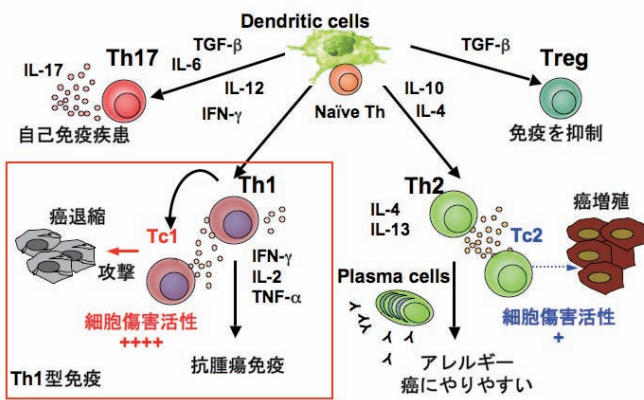 Dendritic cells
Th17
TGF-β
IL-6
IL-17
自己免疫疾患
IL-12
IFN-γ
Naïve Th
IL-10
IL-4
TGF-β
Treg
免疫を抑制
Th1
癌退縮
Tc1
攻撃
IFN-γ
IL-2
TNF-α
細胞傷害活性
++++
抗腫瘍免疫
Th1型免疫
Th2
IL-4
IL-13
癌増殖
Tc2
Plasma cells
細胞傷害活性
+
アレルギー
癌にやりやすい